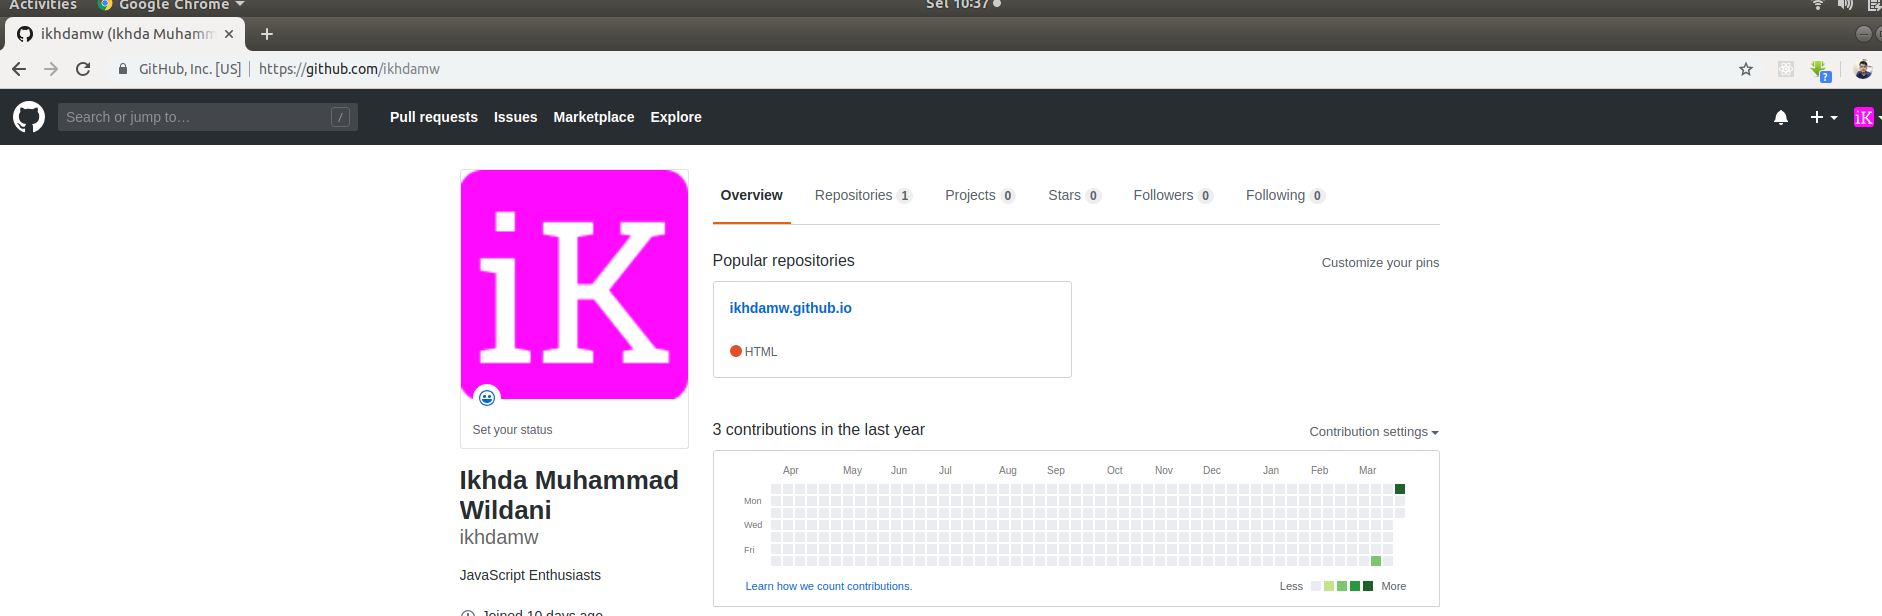 Activities Google Chrome Sel 10:37
ikhdamw (Ikhda Muhamm
GitHub, Inc. [US] https://github.com/ikhdamw
?
Search or jump to… /
Pull requests Issues Marketplace Explore
iK
iK
Set your status
Ikhda Muhammad
Wildani
ikhdamw
JavaScript Enthusiasts
Joined 10 days ago
Overview Repositories 1 Projects 0 Stars 0 Followers 0 Following 0
Popular repositories Customize your pins
ikhdamw.github.io
HTML
3 contributions in the last year Contribution settings
Apr May Jun Jul Aug Sep Oct Nov Dec Jan Feb Mar
Mon
Wed
Fri
Learn how we count contributions. Less More